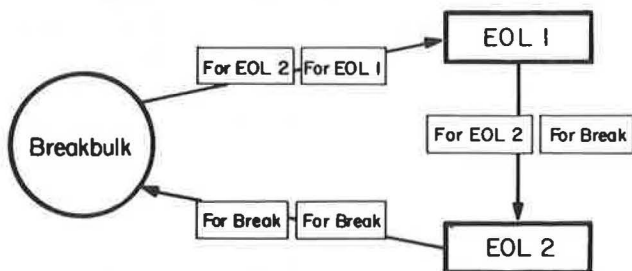 EOL 1
For EOL 2 For EOL 1
For EOL 2 For Break
Breakbulk
For Break For Break
EOL 2